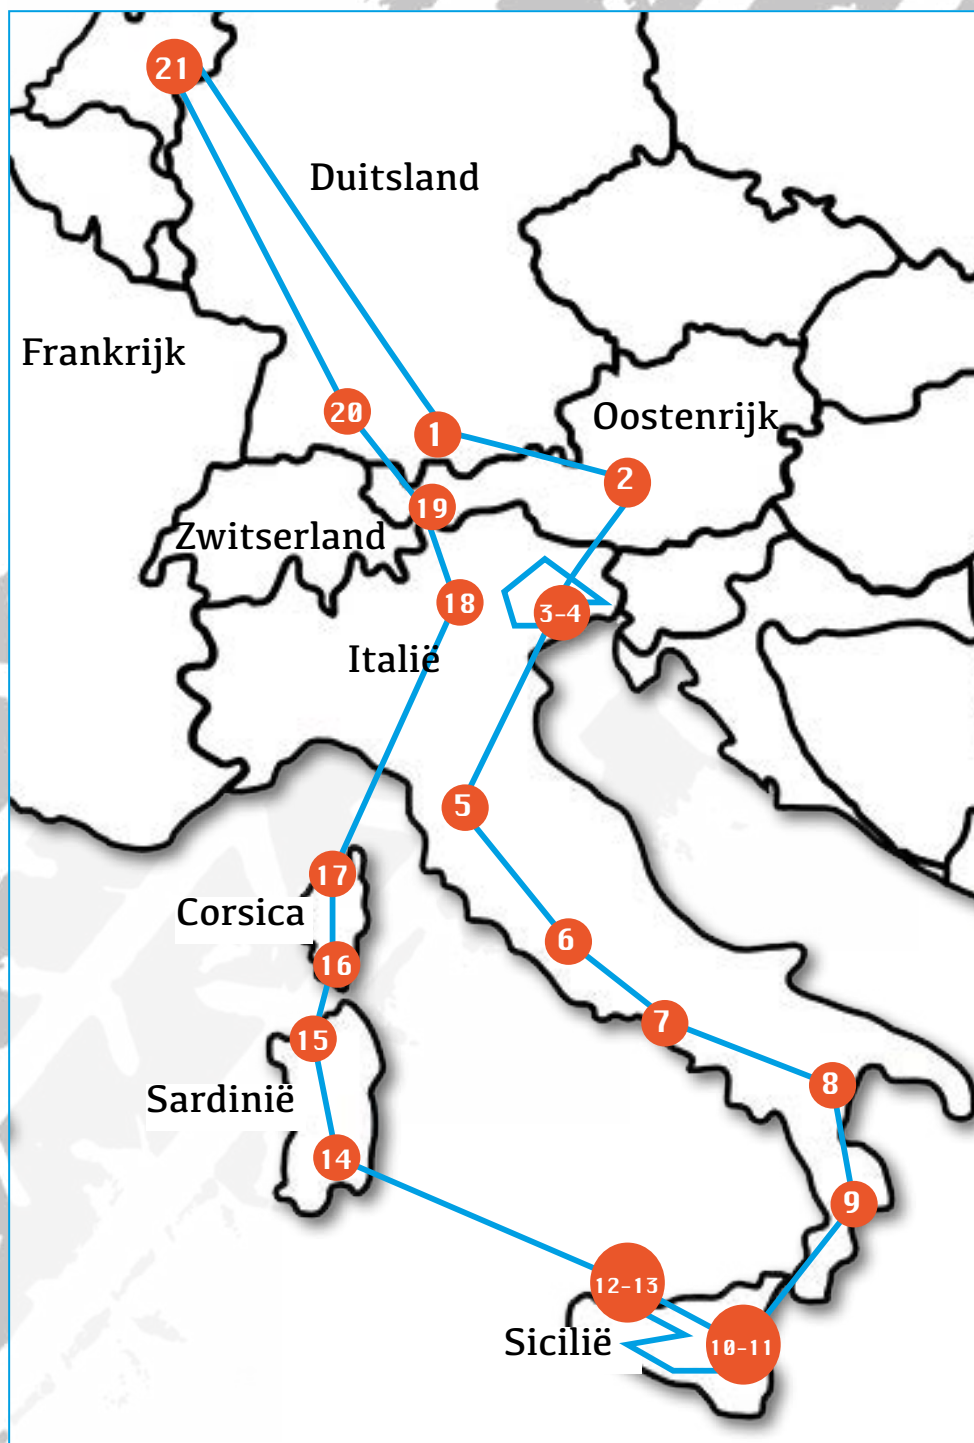 21
Duitsland
Frankrijk
20
1
Oostenrijk
2
19
Zwitserland
18
3-4
Italië
5
17
Corsica
6
16
7
15
8
Sardinië
14
9
12-13
Sicilië
10-11